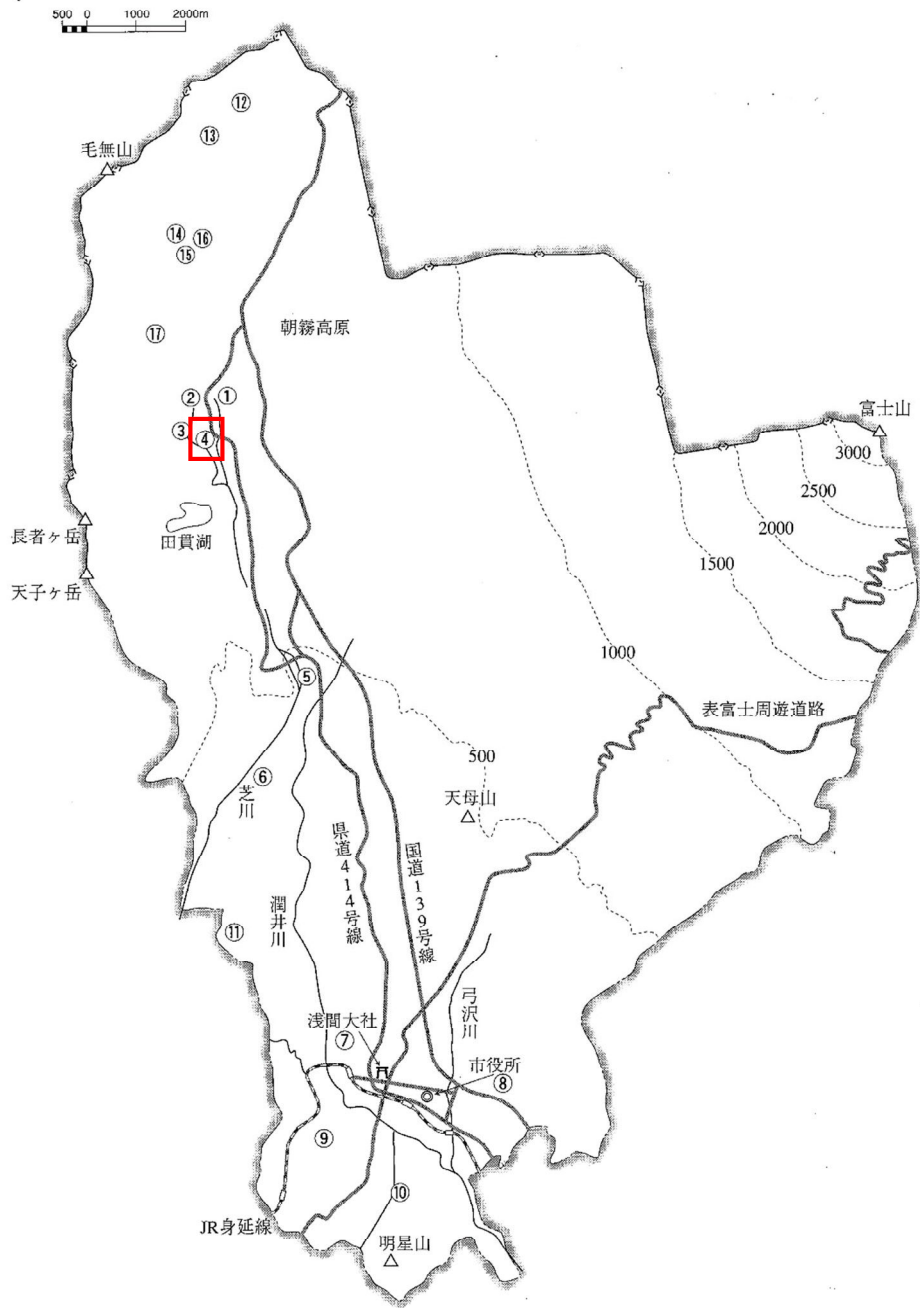 500 0 1000 2000m
⑫
⑬
毛無山
⑭ ⑯
⑮
⑰
朝霧高原
② ①
③ ④
富士山
3000
2500
2000
1500
1000
500
長者ヶ岳
田貫湖
天子ヶ岳
⑤
表富士周遊道路
⑥
芝川
天母山
県道414号線
国道139号線
潤井川
⑪
弓沢川
浅間大社
⑦
市役所
⑧
⑨
⑩
JR身延線
明星山